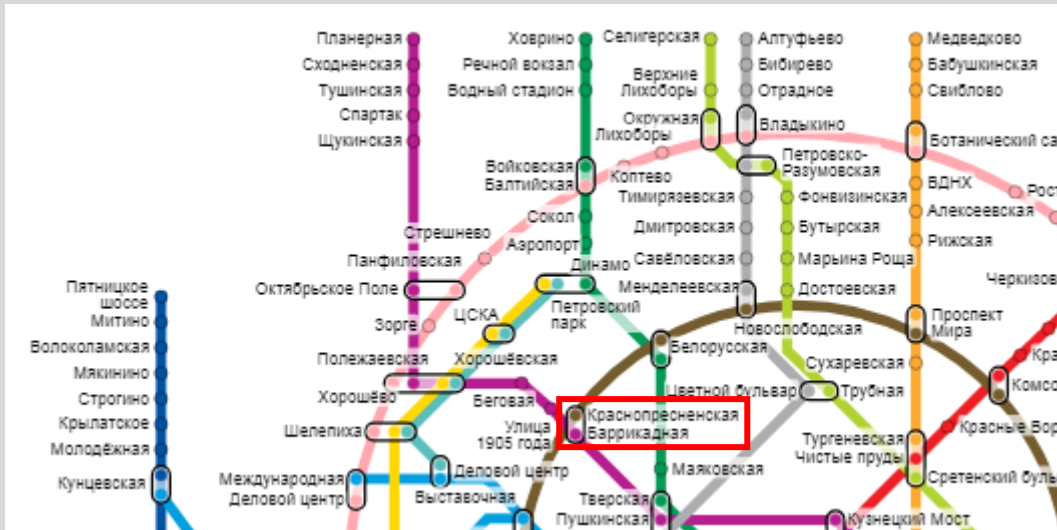 Планерная
Сходненская
Тушинская
Спартак
Щукинская
Ховрино
Речной вокзал
Водный стадион
Войковская
Балтийская
Сокол
Аэропорт
Динамо
Петровский
парк
Селигерская
Верхние
Лихоборы
Окружная
Лихоборы
Коптево
Алтуфьево
Бибирево
Отрадное
Владыкино
Петровско-
Разумовская
Тимирязевская
Дмитровская
Савёловская
Менделеевская
Фонвизинская
Бутырская
Марьина Роща
Достоевская
Новослободская
Медведково
Бабушкинская
Свиблово
Ботанический са
ВДНХ
Алексеевская
Рижская
Рост
Черкизов
Проспект
Мира
Сухаревская
Стрешнево
Панфиловская
Октябрьское Поле
Зорге
ЦСКА
Полежаевская
Хорошёвская
Хорошёво
Беговая
Шелепиха
Улица
1905 года
Белорусская
Цветной бульвар
Трубная
Краснопресненская
Баррикадная
Маяковская
Тверская
Пушкинская
Кузнецкий Мост
Тургеневская
Чистые пруды
Сретенский буль
Красные Вор
Комсо
Кра
Пятницкое
шоссе
Митино
Волоколамская
Мякинино
Строгино
Крылатское
Молодёжная
Кунцевская
Международная
Деловой центр
Деловой центр
Выставочная